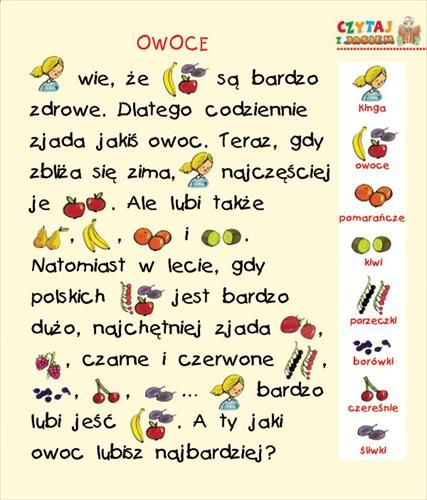 CZYTAJ
Z JASIEM
OWOCE
wie, że są bardzo
zdrowe. Dlatego codziennie
zjada jakiś owoc. Teraz, gdy
zbliża się zima, najczęściej
je . Ale lubi także
, , i .
Natomiast w lecie, gdy
polskich jest bardzo
dużo, najchętniej zjada ,
, czarne i czerwone ,
, , ... bardzo
lubi jeść . A ty jaki
owoc lubisz najbardziej?
Kinga
owoce
pomarańcze
kiwi
porzeczki
borówki
czereśnie
śliwki